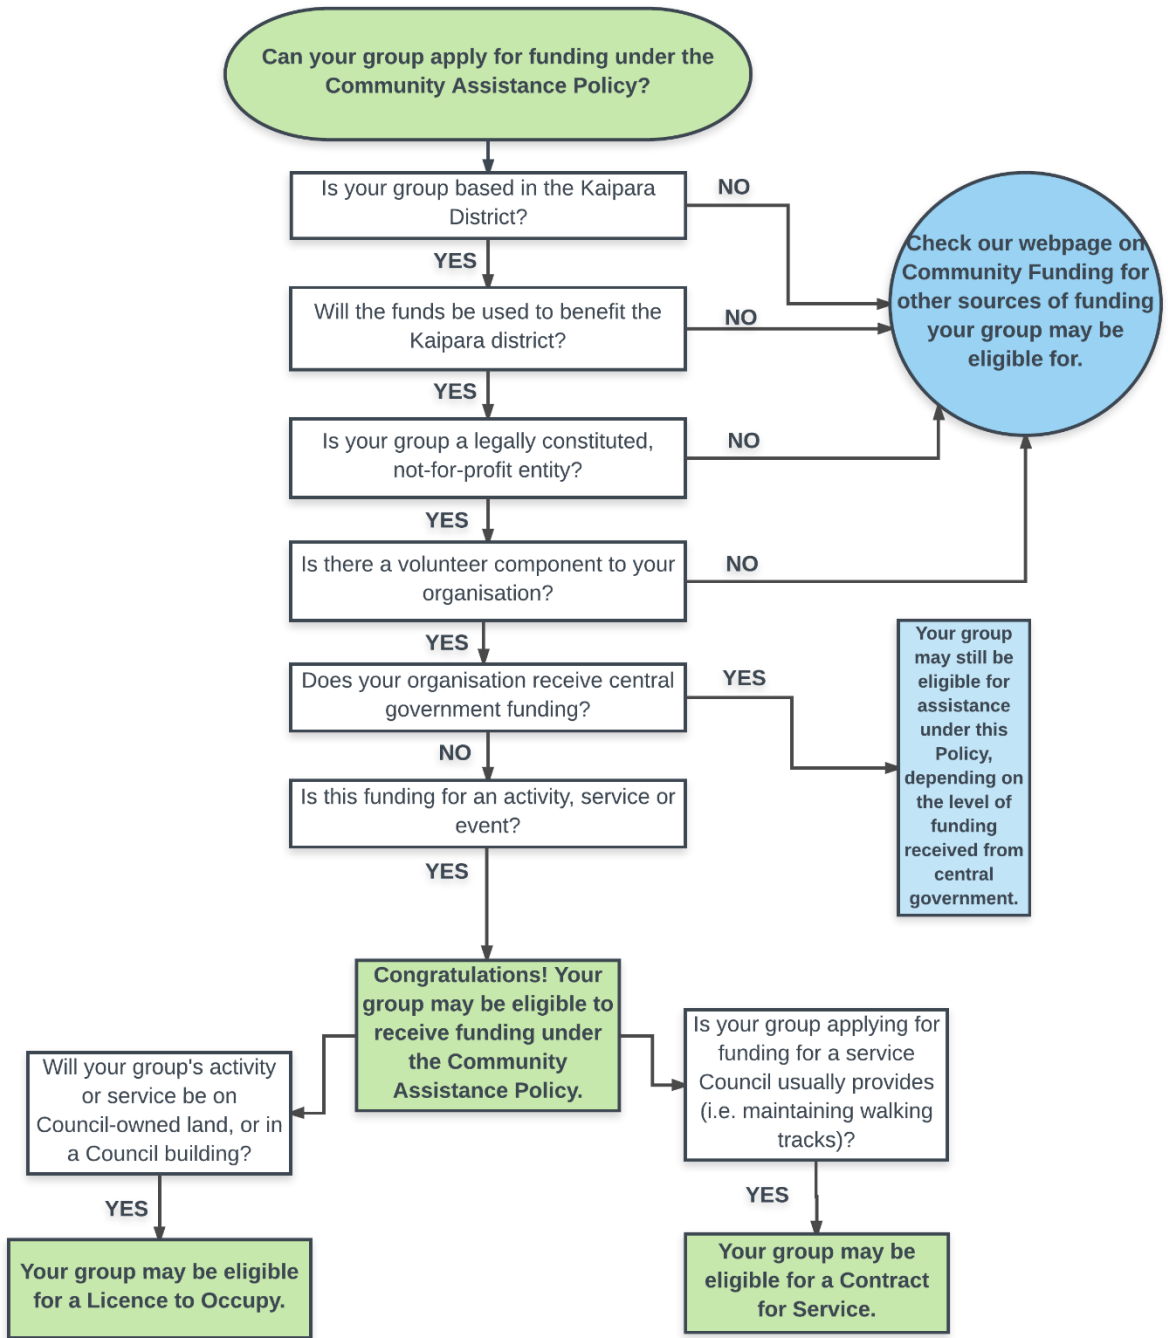 Can your group apply for funding under the
Community Assistance Policy?
Is your group based in the Kaipara
District?
NO
YES
Check our webpage on
Community Funding for
other sources of funding
your group may be
eligible for.
Will the funds be used to benefit the
Kaipara district?
NO
YES
Is your group a legally constituted,
not-for-profit entity?
NO
YES
Is there a volunteer component to your
organisation?
NO
YES
Does your organisation receive central
government funding?
YES
NO
Your group
may still be
eligible for
assistance
under this
Policy,
depending on
the level of
funding
received from
central
government.
Is this funding for an activity, service or
event?
YES
Congratulations! Your
group may be eligible to
receive funding under
the Community
Assistance Policy.
Will your group's activity
or service be on
Council-owned land, or in
a Council building?
YES
Your group may be eligible
for a Licence to Occupy.
Is your group applying for
funding for a service
Council usually provides
(i.e. maintaining walking
tracks)?
YES
Your group may be
eligible for a Contract
for Service.